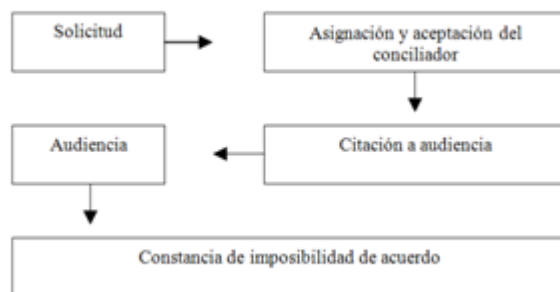 Solicitud
Asignación y aceptación del
conciliador
Audiencia
Citación a audiencia
Constancia de imposibilidad de acuerdo